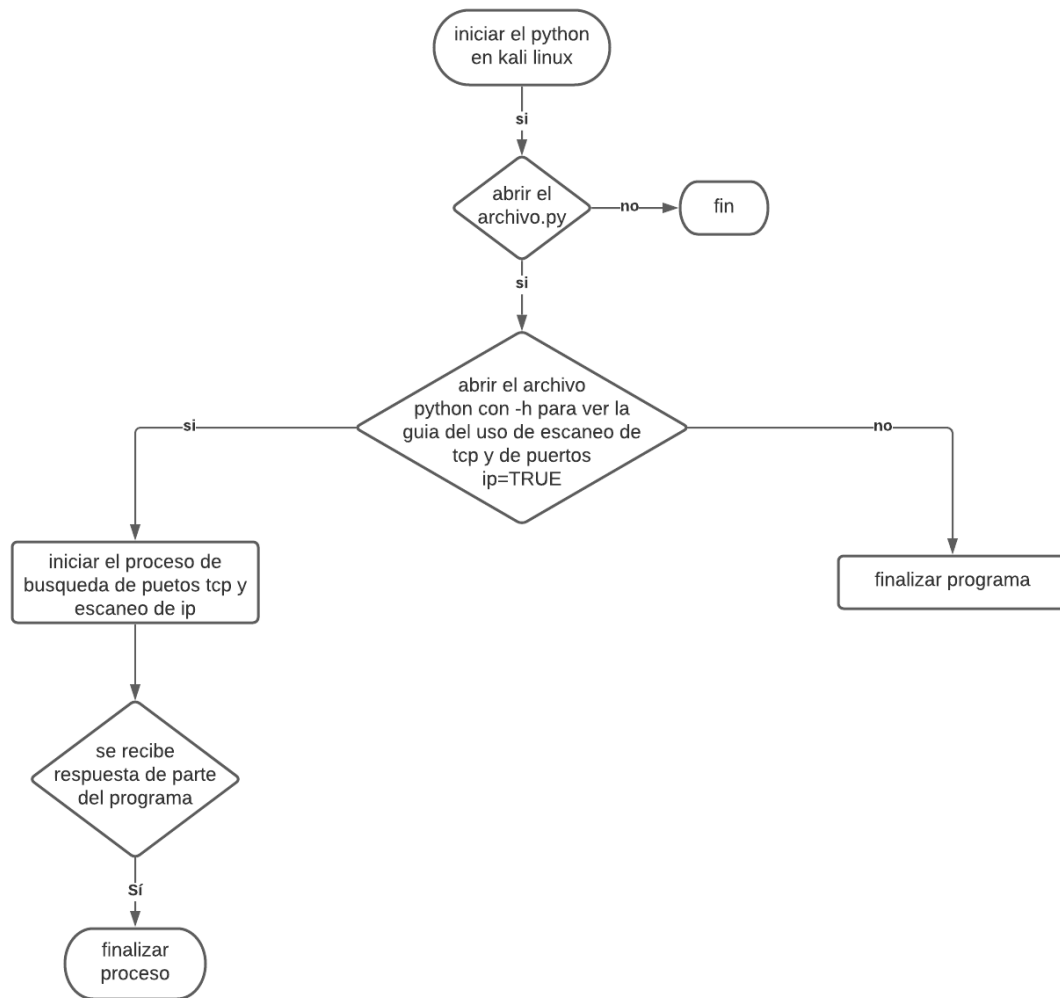 iniciar el python
en kali linux
si
abrir el
archivo.py
no
fin
si
abrir el archivo
python con -h para ver la
guia del uso de escaneo de
tcp y de puertos
ip=TRUE
si
no
iniciar el proceso de
busqueda de puetos tcp y
escaneo de ip
finalizar programa
se recibe
respuesta de parte
del programa
Sí
finalizar
proceso